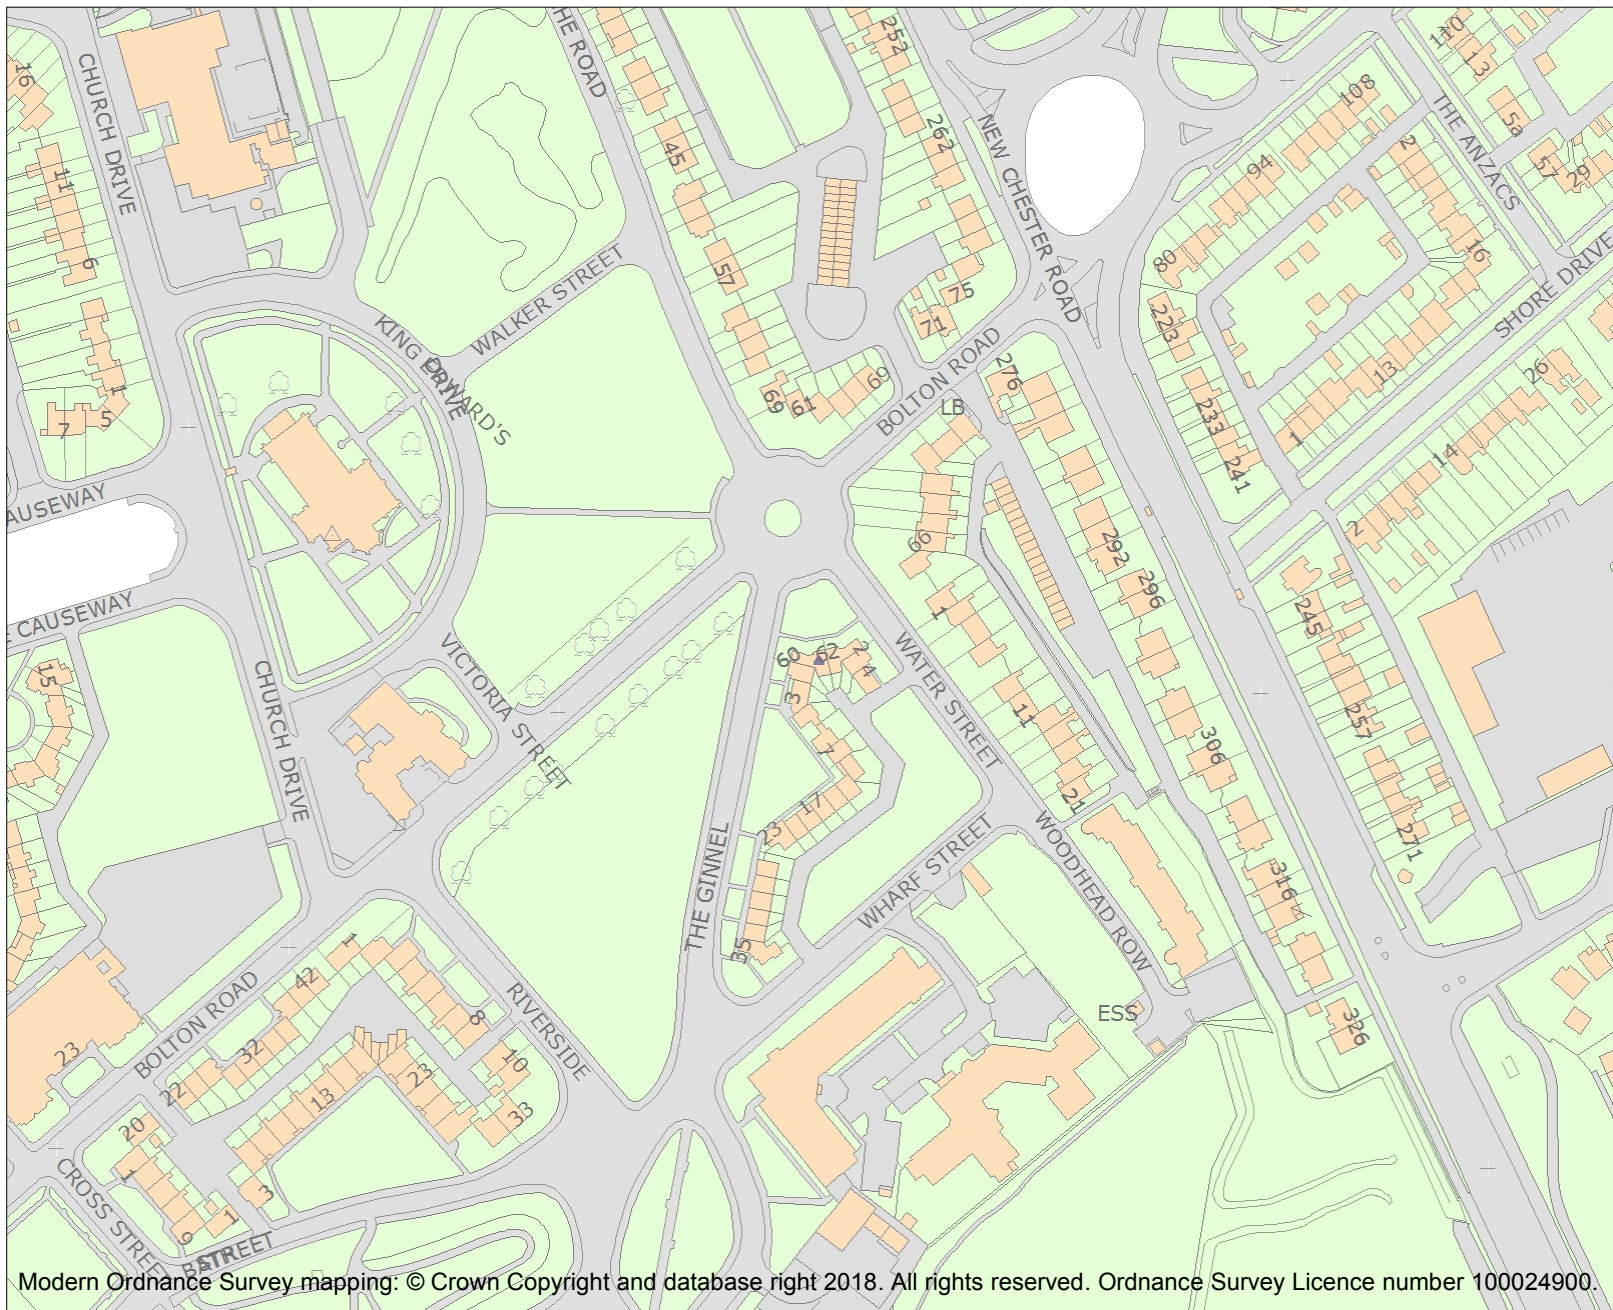 16
CHURCH DRIVE
HE ROAD
252
110
13
108
THE ANZACS
5a
57
29
262
NEW CHESTER ROAD
45
94
2
11
6
80
16
SHORE DRIVE
57
WALKER STREET
75
71
223
KING EDWARD'S
DRIVE
BOLTON ROAD
276
LB
69
61
69
1
5
7
13
26
233
241
1
14
2
AUSEWAY
66
292
296
1
E CAUSEWAY
245
257
271
VICTORIA STREET
60
62
2
4
3
WATER STREET
15
CHURCH DRIVE
11
306
7
17
23
21
THE GINNEL
WHARF STREET
WOODHEAD ROW
316
35
1
42
BOLTON ROAD
RIVERSIDE
8
ESS
326
23
32
22
10
23
13
33
20
1
CROSS STREET
3
1
9
BATH
STREET
Modern Ordnance Survey mapping: © Crown Copyright and database right 2018. All rights reserved. Ordnance Survey Licence number 100024900.